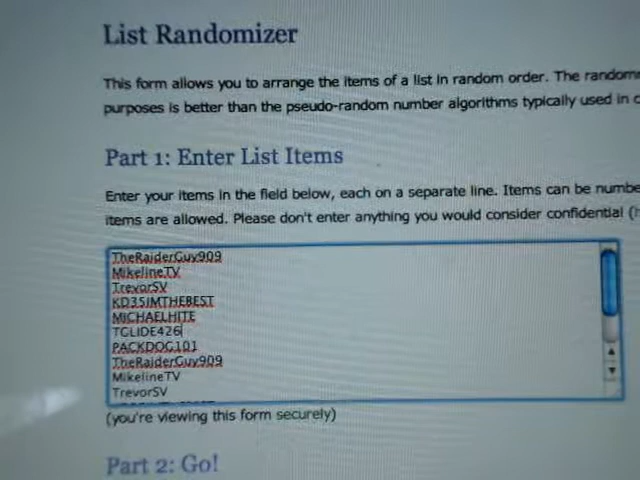 List Randomizer
This form allows you to arrange the items of a list in random order. The
purposes is better than the pseudo-random number algorithms typically used in
Part 1: Enter List Items
Enter your items in the field below, each on a separate line. Items can be
items are allowed. Please don't enter anything you would consider confidential
TheRaiderGuy909
MikelineTV
TrevorSV
KD35IMTHEBEST
MICHAELHITE
TGLIDE426
PACKDOG101
TheRaiderGuy909
MikelineTV
TrevorSV
(you're viewing this form securely)
Part 2: Go!